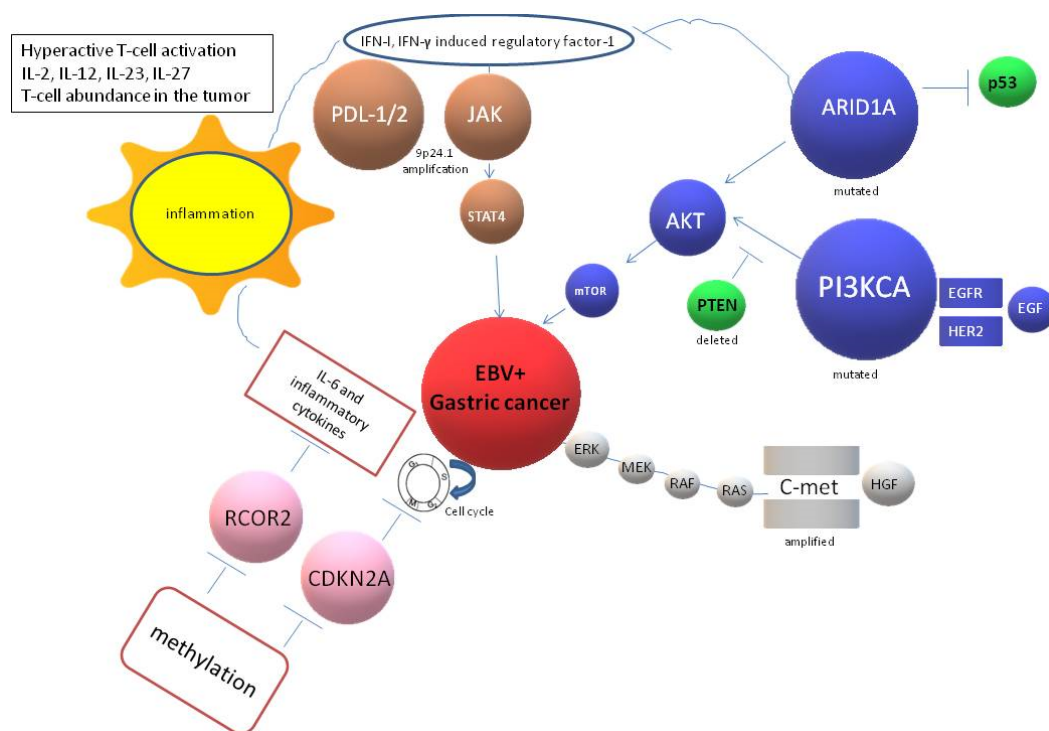 Hyperactive T-cell activation
IL-2, IL-12, IL-23, IL-27
T-cell abundance in the tumor
IFN-I, IFN-γ induced regulatory factor-1
PDL-1/2
JAK
9p24.1
amplifcation
STAT4
ARID1A
mutated
p53
inflammation
AKT
mTOR
PTEN
deleted
PI3KCA
mutated
EGFR
HER2
EGF
EBV+
Gastric cancer
IL-6 and
inflammatory
cytokines
G₁
S
G₂
M
Cell cycle
ERK
MEK
RAF
RAS
C-met
amplified
HGF
RCOR2
CDKN2A
methylation